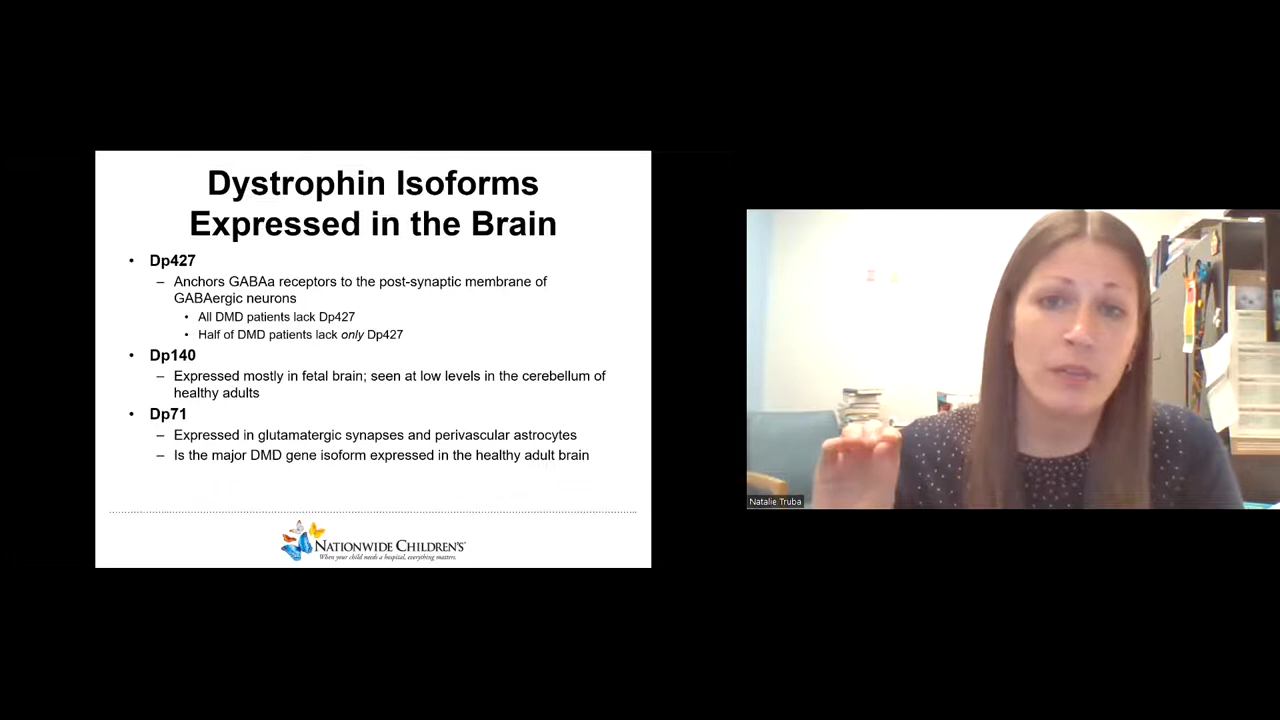 Dystrophin Isoforms
Expressed in the Brain
• Dp427
– Anchors GABAa receptors to the post-synaptic membrane of
GABAergic neurons
• All DMD patients lack Dp427
• Half of DMD patients lack only Dp427
• Dp140
– Expressed mostly in fetal brain; seen at low levels in the cerebellum of
healthy adults
• Dp71
– Expressed in glutamatergic synapses and perivascular astrocytes
– Is the major DMD gene isoform expressed in the healthy adult brain
NATIONWIDE CHILDREN'S
When your child needs a hospital, everything matters.
Natalie Truba